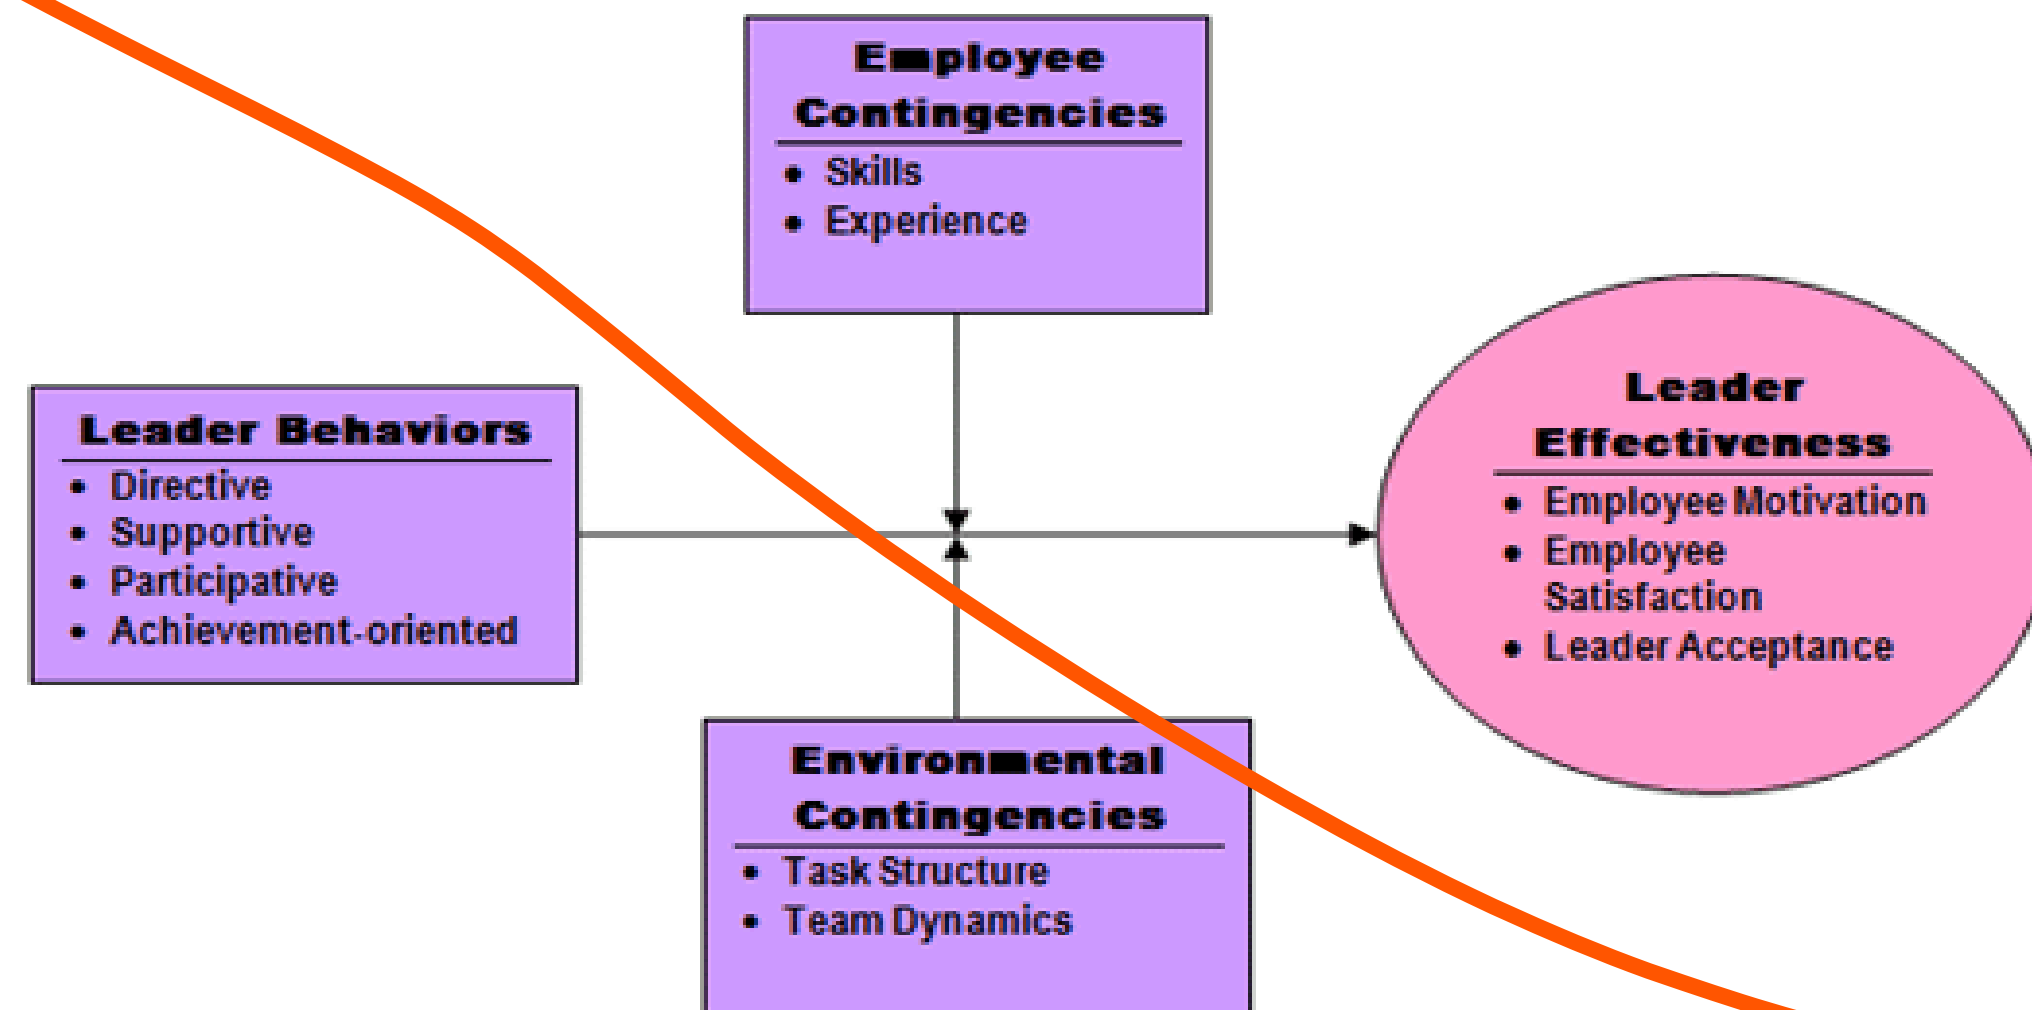 Employee
Contingencies
• Skills
• Experience
Leader Behaviors
• Directive
• Supportive
• Participative
• Achievement-oriented
Leader
Effectiveness
• Employee Motivation
• Employee
Satisfaction
• Leader Acceptance
Environmental
Contingencies
• Task Structure
• Team Dynamics